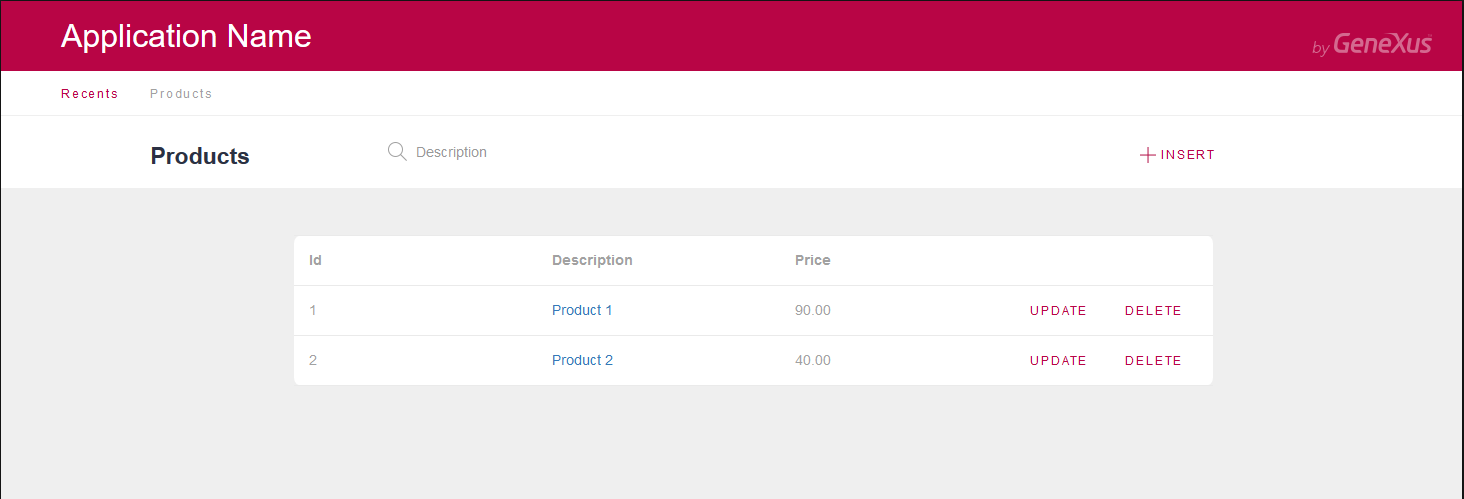 Application Name
by GeneXus
Recents Products
Products Description INSERT
Id Description Price
1 Product 1 90.00 UPDATE DELETE
2 Product 2 40.00 UPDATE DELETE